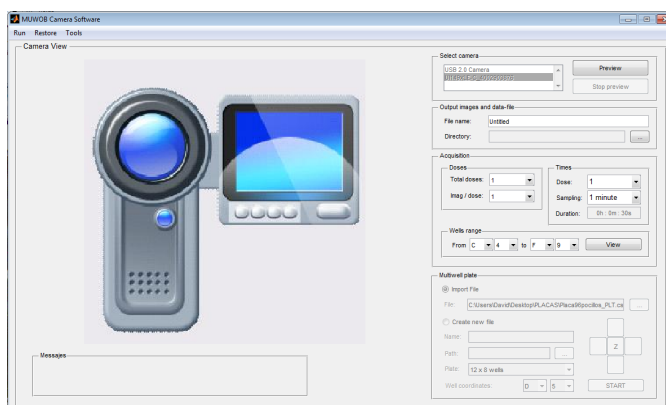 MUWOB Camera Software
Run Restore Tools
Camera View
Select camera
USB 2.0 Camera
Preview
Stop preview
Output images and data-file
File name: Untitled
Directory: ...
Acquisition
Doses
Total doses: 1
Imag / dose: 1
Times
Dose: 1
Sampling: 1 minute
Duration: 0h : 0m : 30s
Wells range
From C 4 to F 9 View
Multiwell plate
Import File
File: C:\Users\David\Desktop\PLACAS\Placa96pocillos_PLT.cs ...
Create new file
Name:
Path: ...
Plate: 12 x 8 wells
Z
Well coordinates: D 5 START
Messajes